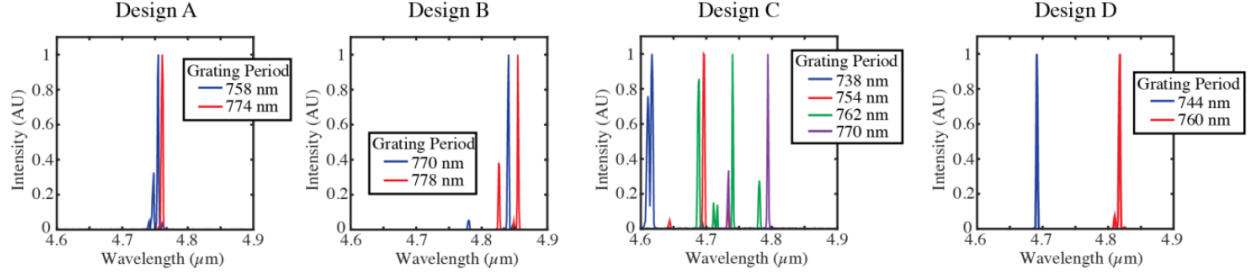 Design A
Intensity (AU)
1
0.8
0.6
0.4
0.2
0
4.6
4.7
4.8
4.9
Wavelength (µm)
Grating Period
758 nm
774 nm
Design B
Intensity (AU)
1
0.8
0.6
0.4
0.2
0
4.6
4.7
4.8
4.9
Wavelength (µm)
Grating Period
770 nm
778 nm
Design C
Intensity (AU)
1
0.8
0.6
0.4
0.2
0
4.6
4.7
4.8
4.9
Wavelength (µm)
Grating Period
738 nm
754 nm
762 nm
770 nm
Design D
Intensity (AU)
1
0.8
0.6
0.4
0.2
0
4.6
4.7
4.8
4.9
Wavelength (µm)
Grating Period
744 nm
760 nm